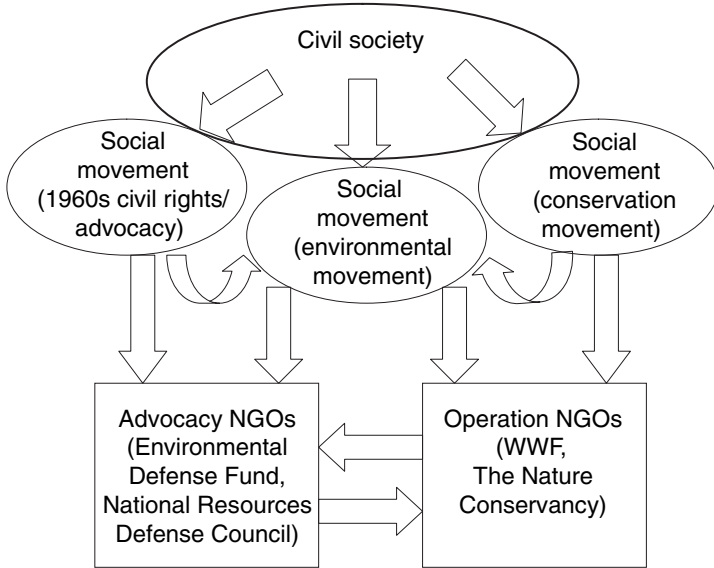 Civil society
Social
movement
(1960s civil rights/
advocacy)
Social
movement
(environmental
movement)
Social
movement
(conservation
movement)
Advocacy NGOs
(Environmental
Defense Fund,
National Resources
Defense Council)
Operation NGOs
(WWF,
The Nature
Conservancy)